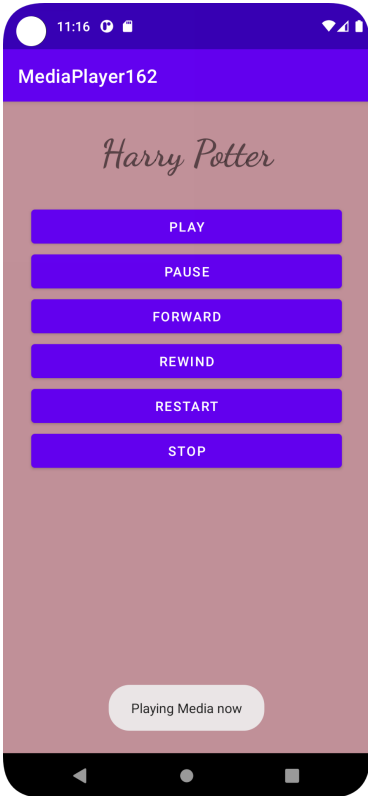 11:16
MediaPlayer162
Harry Potter
PLAY
PAUSE
FORWARD
REWIND
RESTART
STOP
Playing Media now